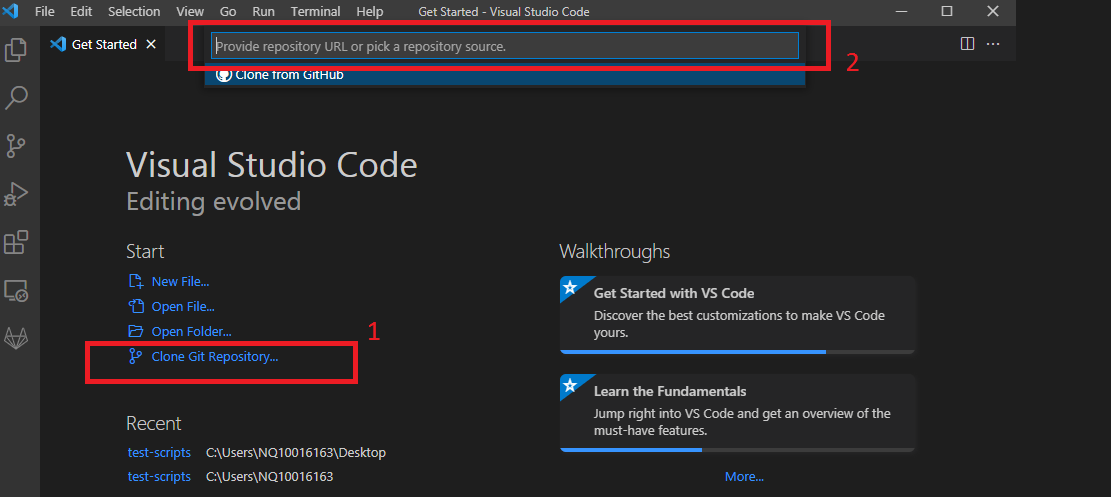 File Edit Selection View Go Run Terminal Help Get Started - Visual Studio Code
Get Started
Provide repository URL or pick a repository source.
2
Clone from GitHub
Visual Studio Code
Editing evolved
Start
New File...
Open File...
Open Folder...
1
Clone Git Repository...
Recent
test-scripts C:\Users\NQ10016163\Desktop
test-scripts C:\Users\NQ10016163
Walkthroughs
Get Started with VS Code
Discover the best customizations to make VS Code
yours.
Learn the Fundamentals
Jump right into VS Code and get an overview of the
must-have features.
More...